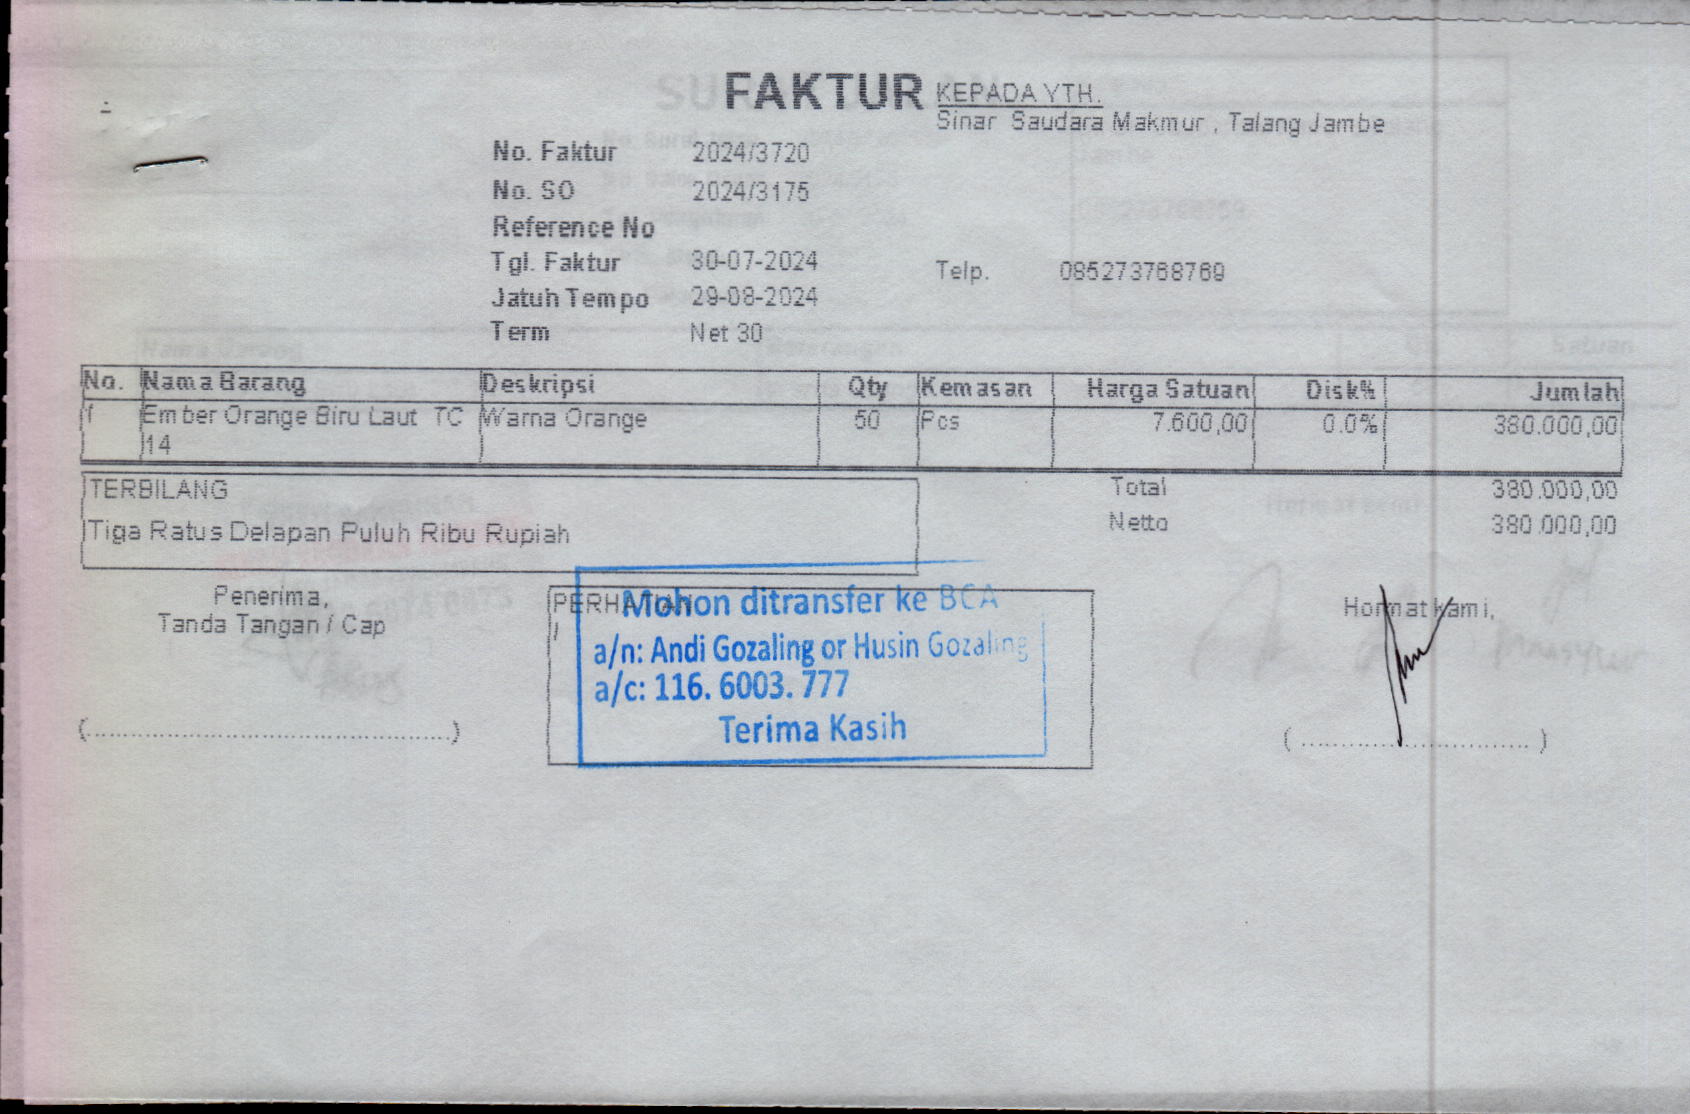 FAKTUR
KEPADA YTH.
Sinar Saudara Makmur , Talang Jambe
No. Faktur 2024/3720
No. SO 2024/3175
Reference No
Tgl. Faktur 30-07-2024
Telp. 085273768769
Jatuh Tempo 29-08-2024
Term Net 30
No. Nama Barang Deskripsi Qty Kemasan Harga Satuan Disk% Jumlah
1 Ember Orange Biru Laut TC Warna Orange 50 Pcs 7.600,00 0.0% 380.000,00
14
TERBILANG
Total 380.000,00
Tiga Ratus Delapan Puluh Ribu Rupiah
Netto 380.000,00
Penerima,
Tanda Tangan / Cap
PERHATIAN
Mohon ditransfer ke BCA
a/n: Andi Gozaling or Husin Gozaling
a/c: 116. 6003. 777
Terima Kasih
Hormat kami,
(..............................................)
( ............................. )